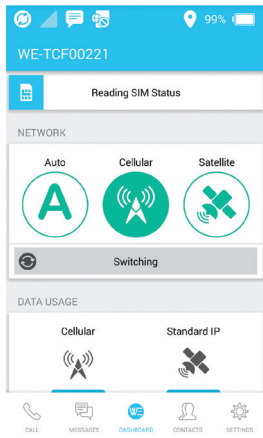 99%
WE-TCF00221
Reading SIM Status
NETWORK
Auto Cellular Satellite
A
Switching
DATA USAGE
Cellular Standard IP
WE
CALL MESSAGES DASHBOARD CONTACTS SETTINGS